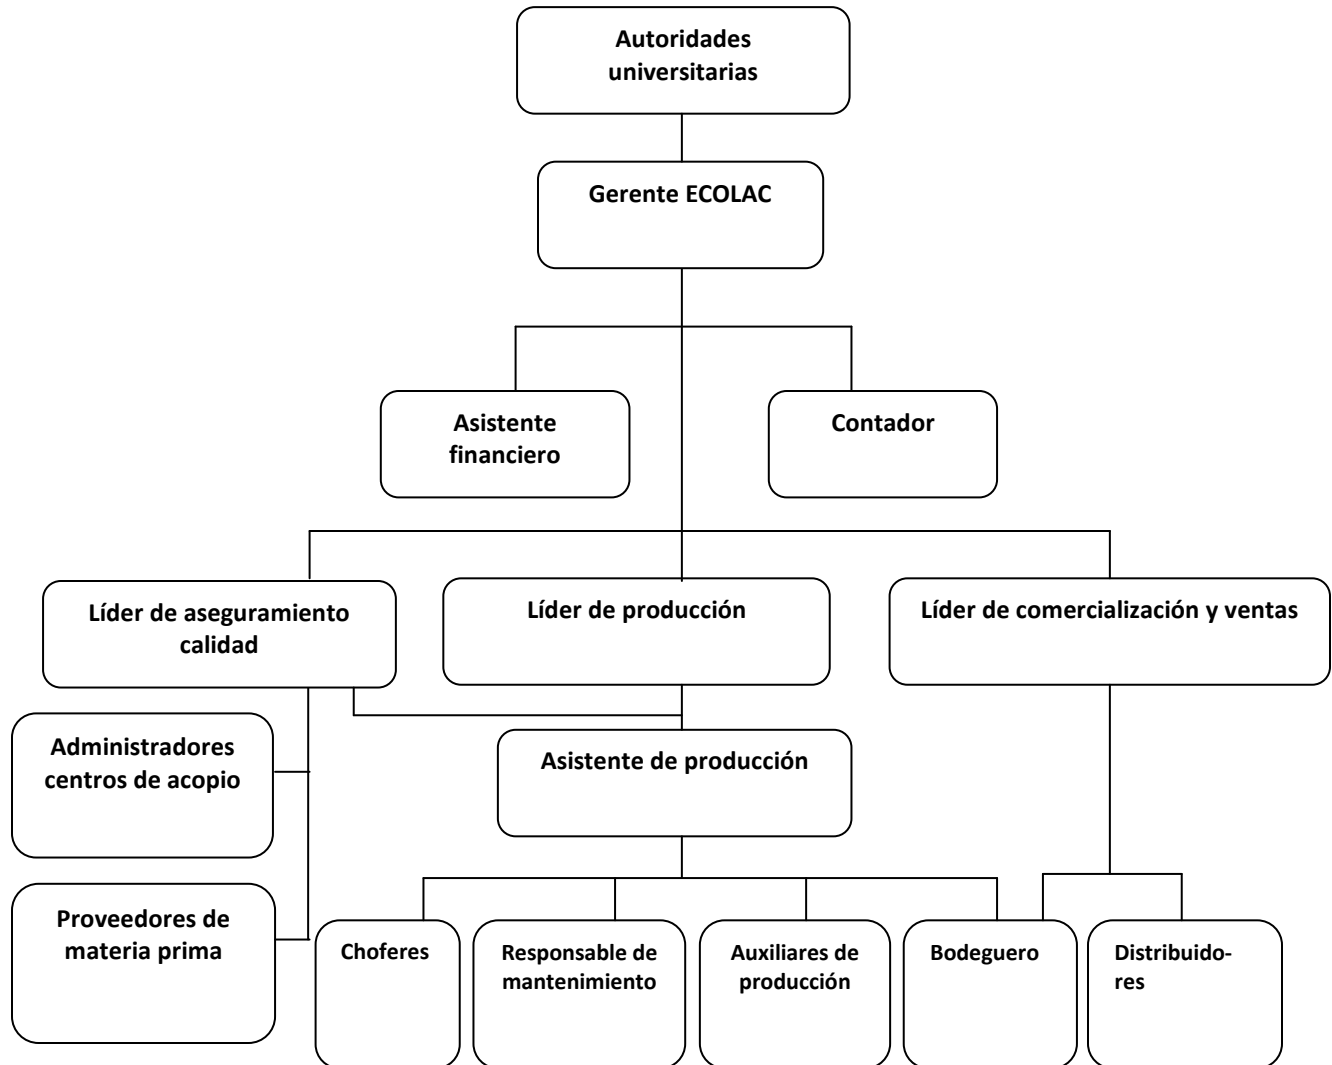 Autoridades
universitarias
Gerente ECOLAC
Asistente
financiero
Contador
Líder de aseguramiento
calidad
Líder de producción
Líder de comercialización y ventas
Administradores
centros de acopio
Asistente de producción
Proveedores de
materia prima
Choferes
Responsable de
mantenimiento
Auxiliares de
producción
Bodeguero
Distribuido-
res